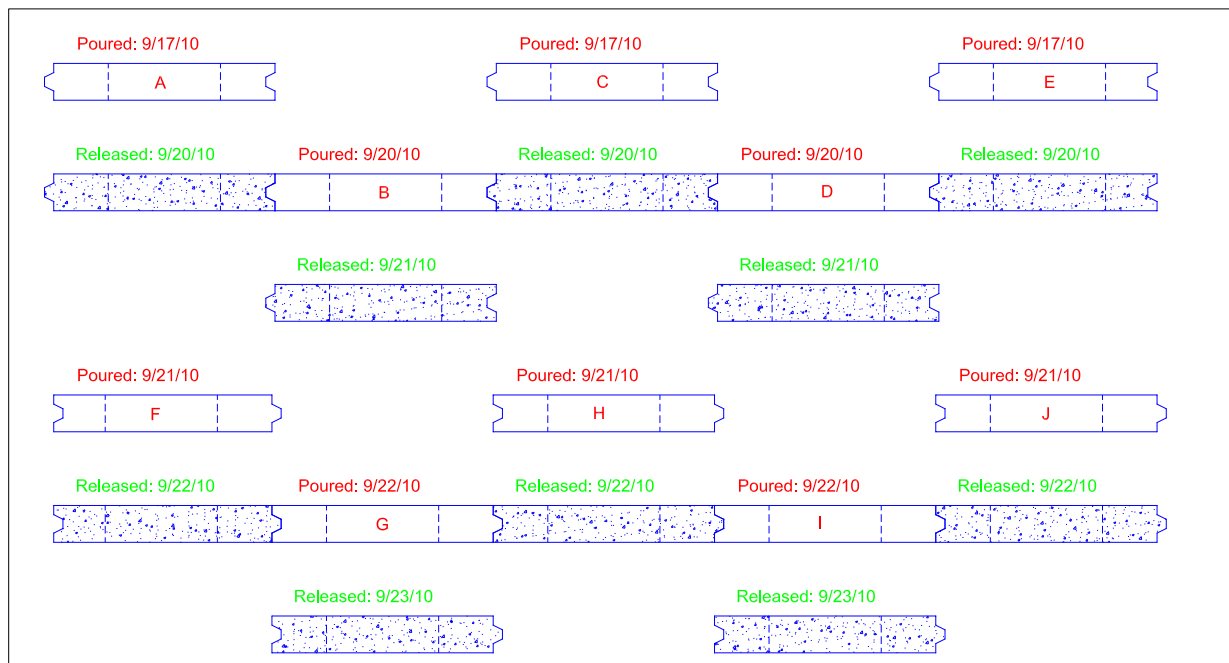 Poured: 9/17/10 Poured: 9/17/10 Poured: 9/17/10
A C E
Released: 9/20/10 Poured: 9/20/10 Released: 9/20/10 Poured: 9/20/10 Released: 9/20/10
B D
Released: 9/21/10 Released: 9/21/10
Poured: 9/21/10 Poured: 9/21/10 Poured: 9/21/10
F H J
Released: 9/22/10 Poured: 9/22/10 Released: 9/22/10 Poured: 9/22/10 Released: 9/22/10
G I
Released: 9/23/10 Released: 9/23/10